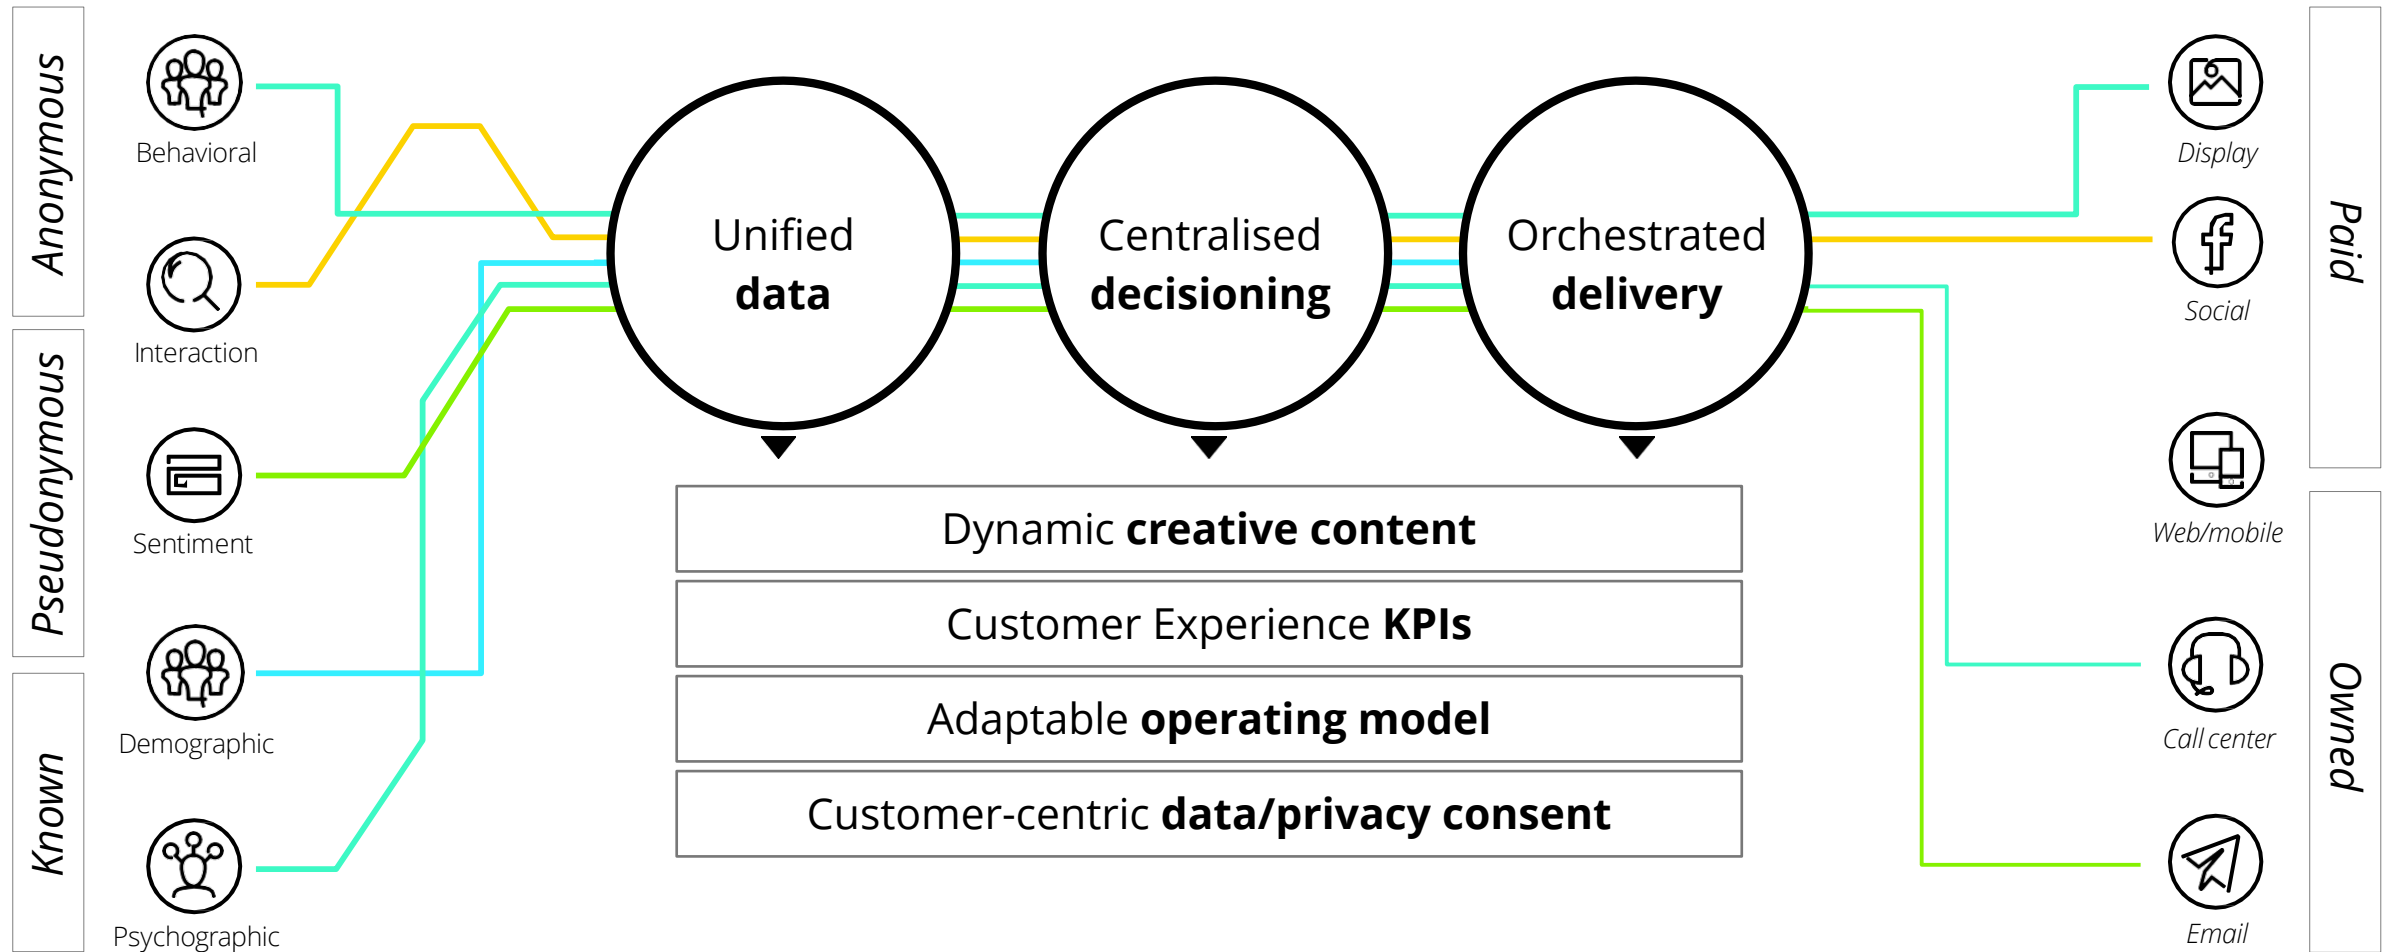 Anonymous
Pseudonymous
Known
Behavioral
Interaction
Sentiment
Demographic
Psychographic
Unified
data
Centralised
decisioning
Orchestrated
delivery
Dynamic creative content
Customer Experience KPIs
Adaptable operating model
Customer-centric data/privacy consent
Display
Social
Web/mobile
Call center
Email
Paid
Owned